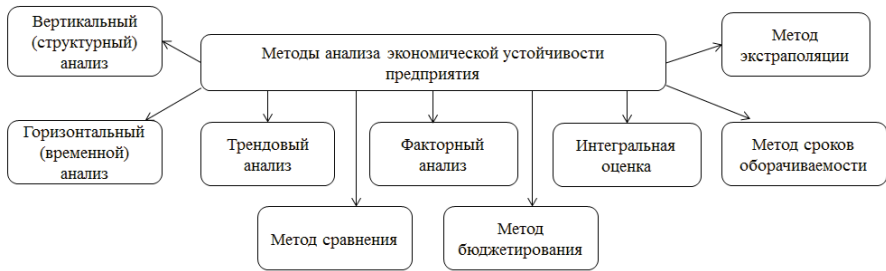 Вертикальный
(структурный)
анализ
Методы анализа экономической устойчивости
предприятия
Метод
экстраполяции
Горизонтальный
(временной)
анализ
Трендовый
анализ
Факторный
анализ
Интегральная
оценка
Метод сроков
оборачиваемости
Метод сравнения
Метод
бюджетирования